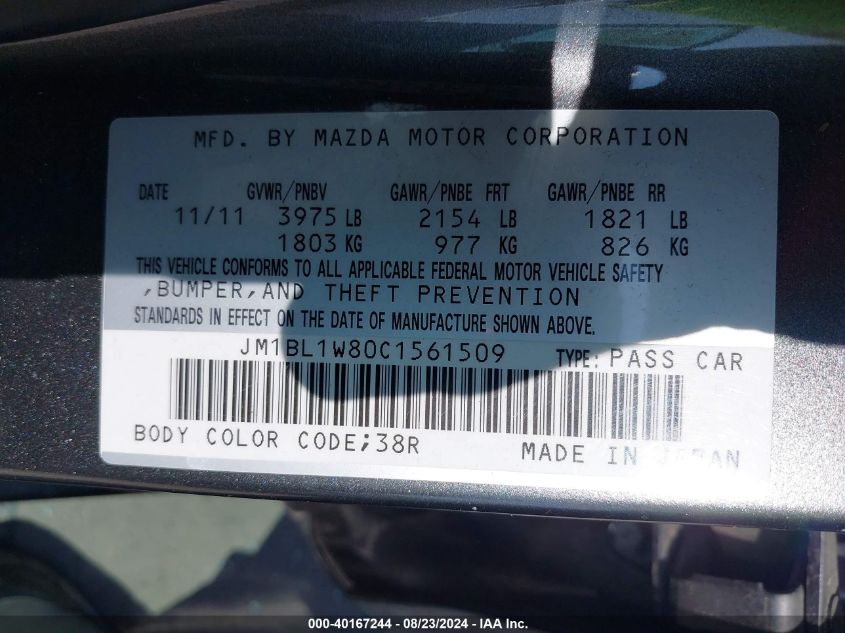 MFD. BY MAZDA MOTOR CORPORATION
DATE GVWR/PNBV GAWR/PNBE FRT GAWR/PNBE RR
11/11 3975 LB 2154 LB 1821 LB
1803 KG 977 KG 826 KG
THIS VEHICLE CONFORMS TO ALL APPLICABLE FEDERAL MOTOR VEHICLE SAFETY
,BUMPER,AND THEFT PREVENTION
STANDARDS IN EFFECT ON THE DATE OF MANUFACTURE SHOWN ABOVE.
JM1BL1W80C1561509 TYPE: PASS CAR
BODY COLOR CODE;38R MADE IN JAPAN
000-40167244 - 08/23/2024 - IAA Inc.